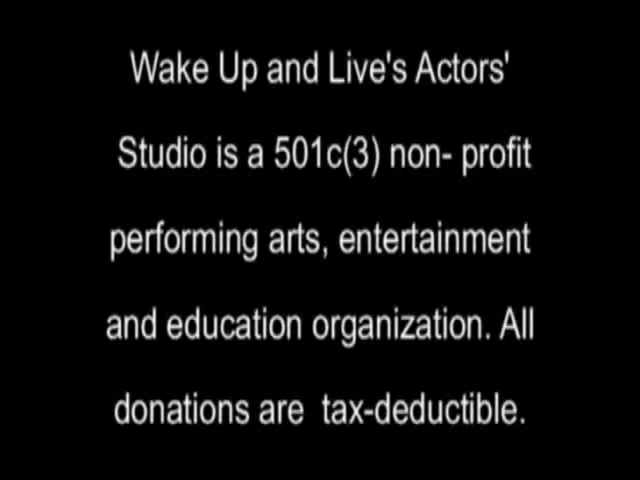 Wake Up and Live's Actors'
Studio is a 501c(3) non- profit
performing arts, entertainment
and education organization. All
donations are tax-deductible.